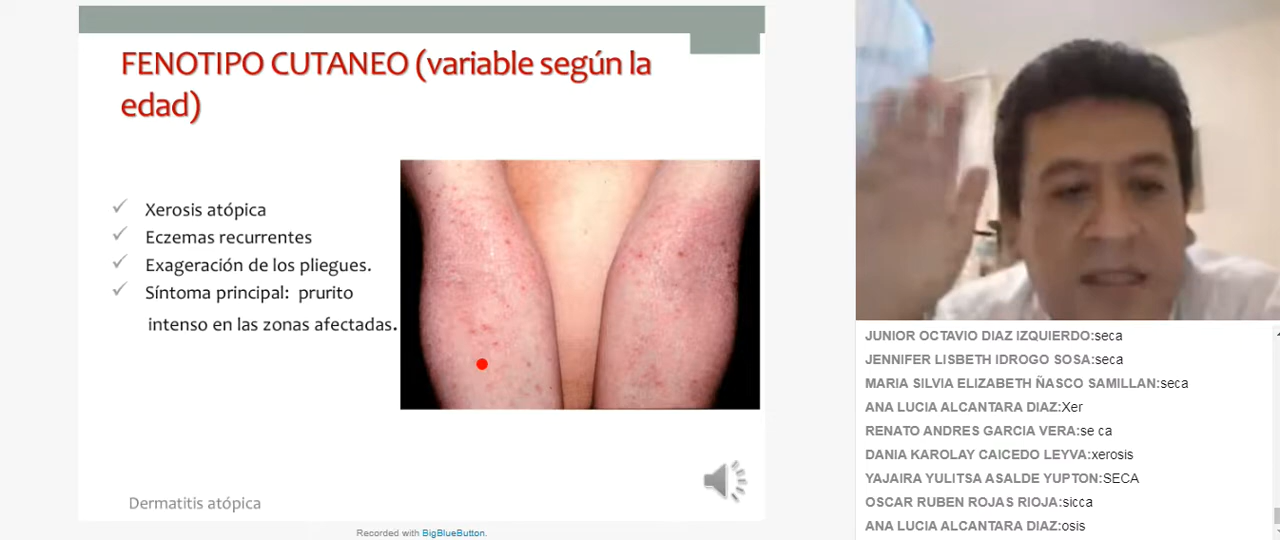 FENOTIPO CUTANEO (variable según la
edad)
Xerosis atópica
Eczemas recurrentes
Exageración de los pliegues.
Síntoma principal: prurito
intenso en las zonas afectadas.
Dermatitis atópica
Recorded with BigBlueButton.
JUNIOR OCTAVIO DIAZ IZQUIERDO:seca
JENNIFER LISBETH IDROGO SOSA:seca
MARIA SILVIA ELIZABETH ÑASCO SAMILLAN:seca
ANA LUCIA ALCANTARA DIAZ:Xer
RENATO ANDRES GARCIA VERA:se ca
DANIA KAROLAY CAICEDO LEYVA:xerosis
YAJAIRA YULITSA ASALDE YUPTON:SECA
OSCAR RUBEN ROJAS RIOJA:sicca
ANA LUCIA ALCANTARA DIAZ:osis